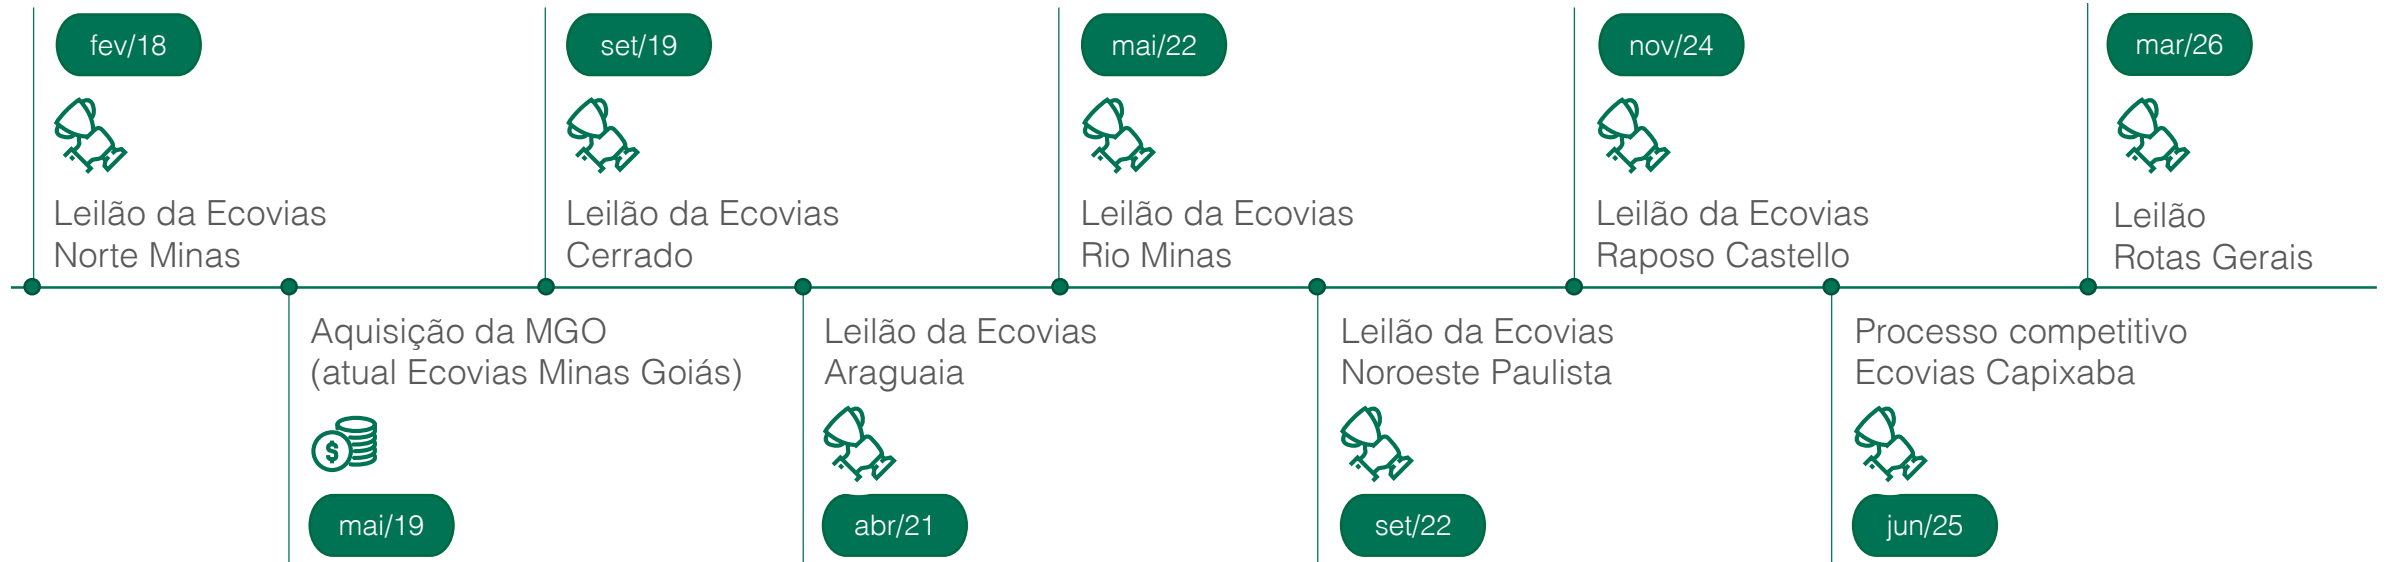 fev/18
Leilão da Ecovias
Norte Minas
Aquisição da MGO
(atual Ecovias Minas Goiás)
$
mai/19
set/19
Leilão da Ecovias
Cerrado
Leilão da Ecovias
Araguaia
abr/21
mai/22
Leilão da Ecovias
Rio Minas
Leilão da Ecovias
Noroeste Paulista
set/22
nov/24
Leilão da Ecovias
Raposo Castello
Processo competitivo
Ecovias Capixaba
jun/25
mar/26
Leilão
Rotas Gerais